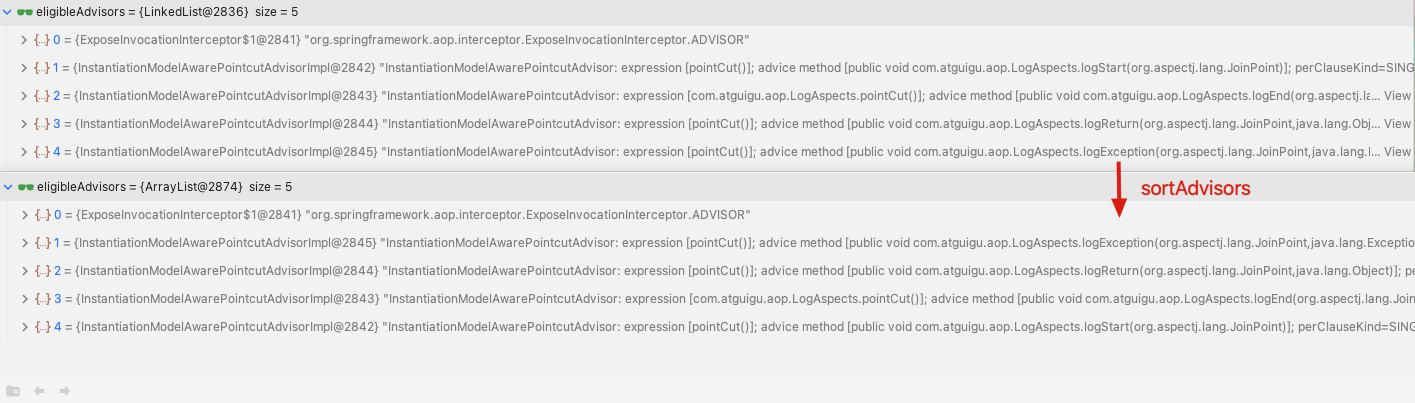 eligibleAdvisors = {LinkedList@2836} size = 5
{...} 0 = {ExposeInvocationInterceptor$1@2841} "org.springframework.aop.interceptor.ExposeInvocationInterceptor.ADVISOR"
{...} 1 = {InstantiationModelAwarePointcutAdvisorImpl@2842} "InstantiationModelAwarePointcutAdvisor: expression [pointCut()]; advice method [public void com.atguigu.aop.LogAspects.logStart(org.aspectj.lang.JoinPoint)]; perClauseKind=SING
{...} 2 = {InstantiationModelAwarePointcutAdvisorImpl@2843} "InstantiationModelAwarePointcutAdvisor: expression [com.atguigu.aop.LogAspects.pointCut()]; advice method [public void com.atguigu.aop.LogAspects.logEnd(org.aspectj.la... View
{...} 3 = {InstantiationModelAwarePointcutAdvisorImpl@2844} "InstantiationModelAwarePointcutAdvisor: expression [pointCut()]; advice method [public void com.atguigu.aop.LogAspects.logReturn(org.aspectj.lang.JoinPoint,java.lang.Obj... View
{...} 4 = {InstantiationModelAwarePointcutAdvisorImpl@2845} "InstantiationModelAwarePointcutAdvisor: expression [pointCut()]; advice method [public void com.atguigu.aop.LogAspects.logException(org.aspectj.lang.JoinPoint,java.lang.... View
eligibleAdvisors = {ArrayList@2874} size = 5
sortAdvisors
{...} 0 = {ExposeInvocationInterceptor$1@2841} "org.springframework.aop.interceptor.ExposeInvocationInterceptor.ADVISOR"
{...} 1 = {InstantiationModelAwarePointcutAdvisorImpl@2845} "InstantiationModelAwarePointcutAdvisor: expression [pointCut()]; advice method [public void com.atguigu.aop.LogAspects.logException(org.aspectj.lang.JoinPoint,java.lang.Exceptio
{...} 2 = {InstantiationModelAwarePointcutAdvisorImpl@2844} "InstantiationModelAwarePointcutAdvisor: expression [pointCut()]; advice method [public void com.atguigu.aop.LogAspects.logReturn(org.aspectj.lang.JoinPoint,java.lang.Object)]; pe
{...} 3 = {InstantiationModelAwarePointcutAdvisorImpl@2843} "InstantiationModelAwarePointcutAdvisor: expression [com.atguigu.aop.LogAspects.pointCut()]; advice method [public void com.atguigu.aop.LogAspects.logEnd(org.aspectj.lang.Join
{...} 4 = {InstantiationModelAwarePointcutAdvisorImpl@2842} "InstantiationModelAwarePointcutAdvisor: expression [pointCut()]; advice method [public void com.atguigu.aop.LogAspects.logStart(org.aspectj.lang.JoinPoint)]; perClauseKind=SING